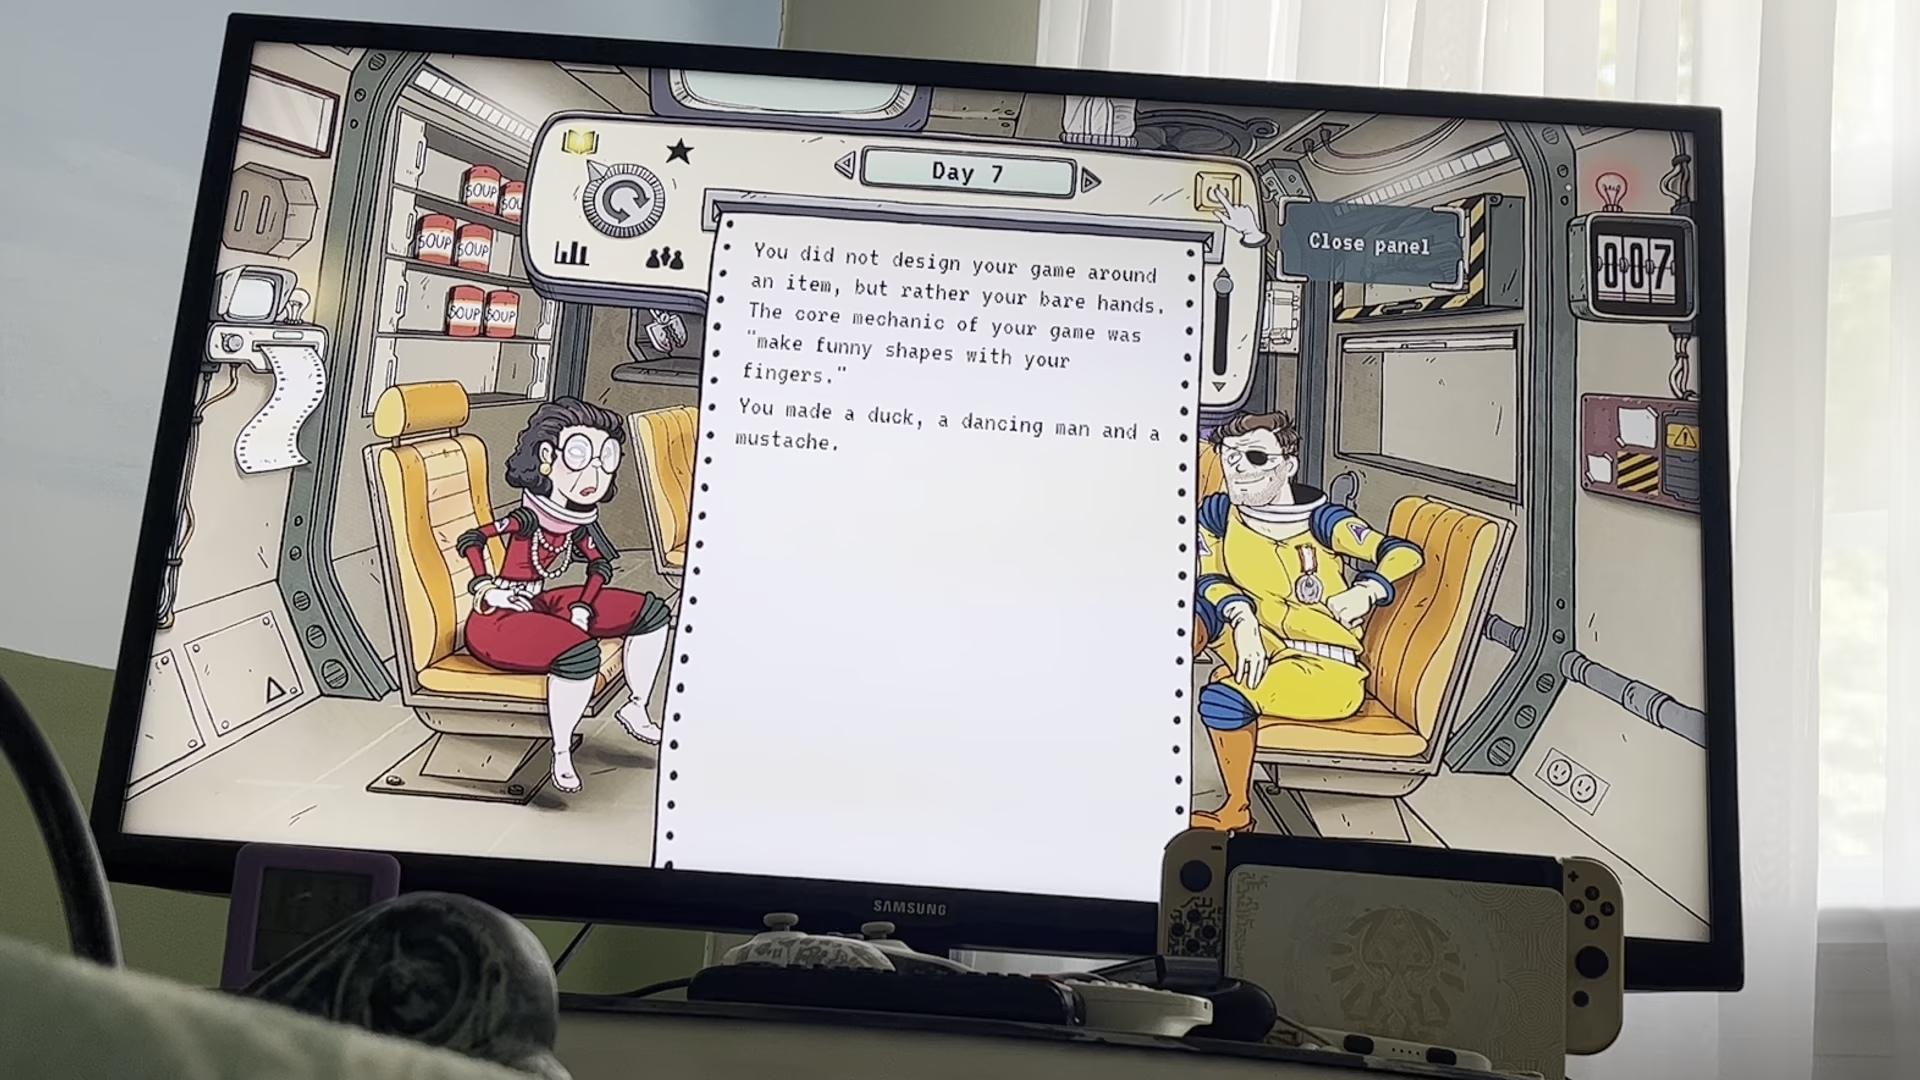 Day 7
SOUP
SOU
SOUP
SOUP
SOUP
SOUP
Close panel
007
You did not design your game around
an item, but rather your bare hands.
The core mechanic of your game was
"make funny shapes with your
fingers."
You made a duck, a dancing man and a
mustache.
SAMSUNG